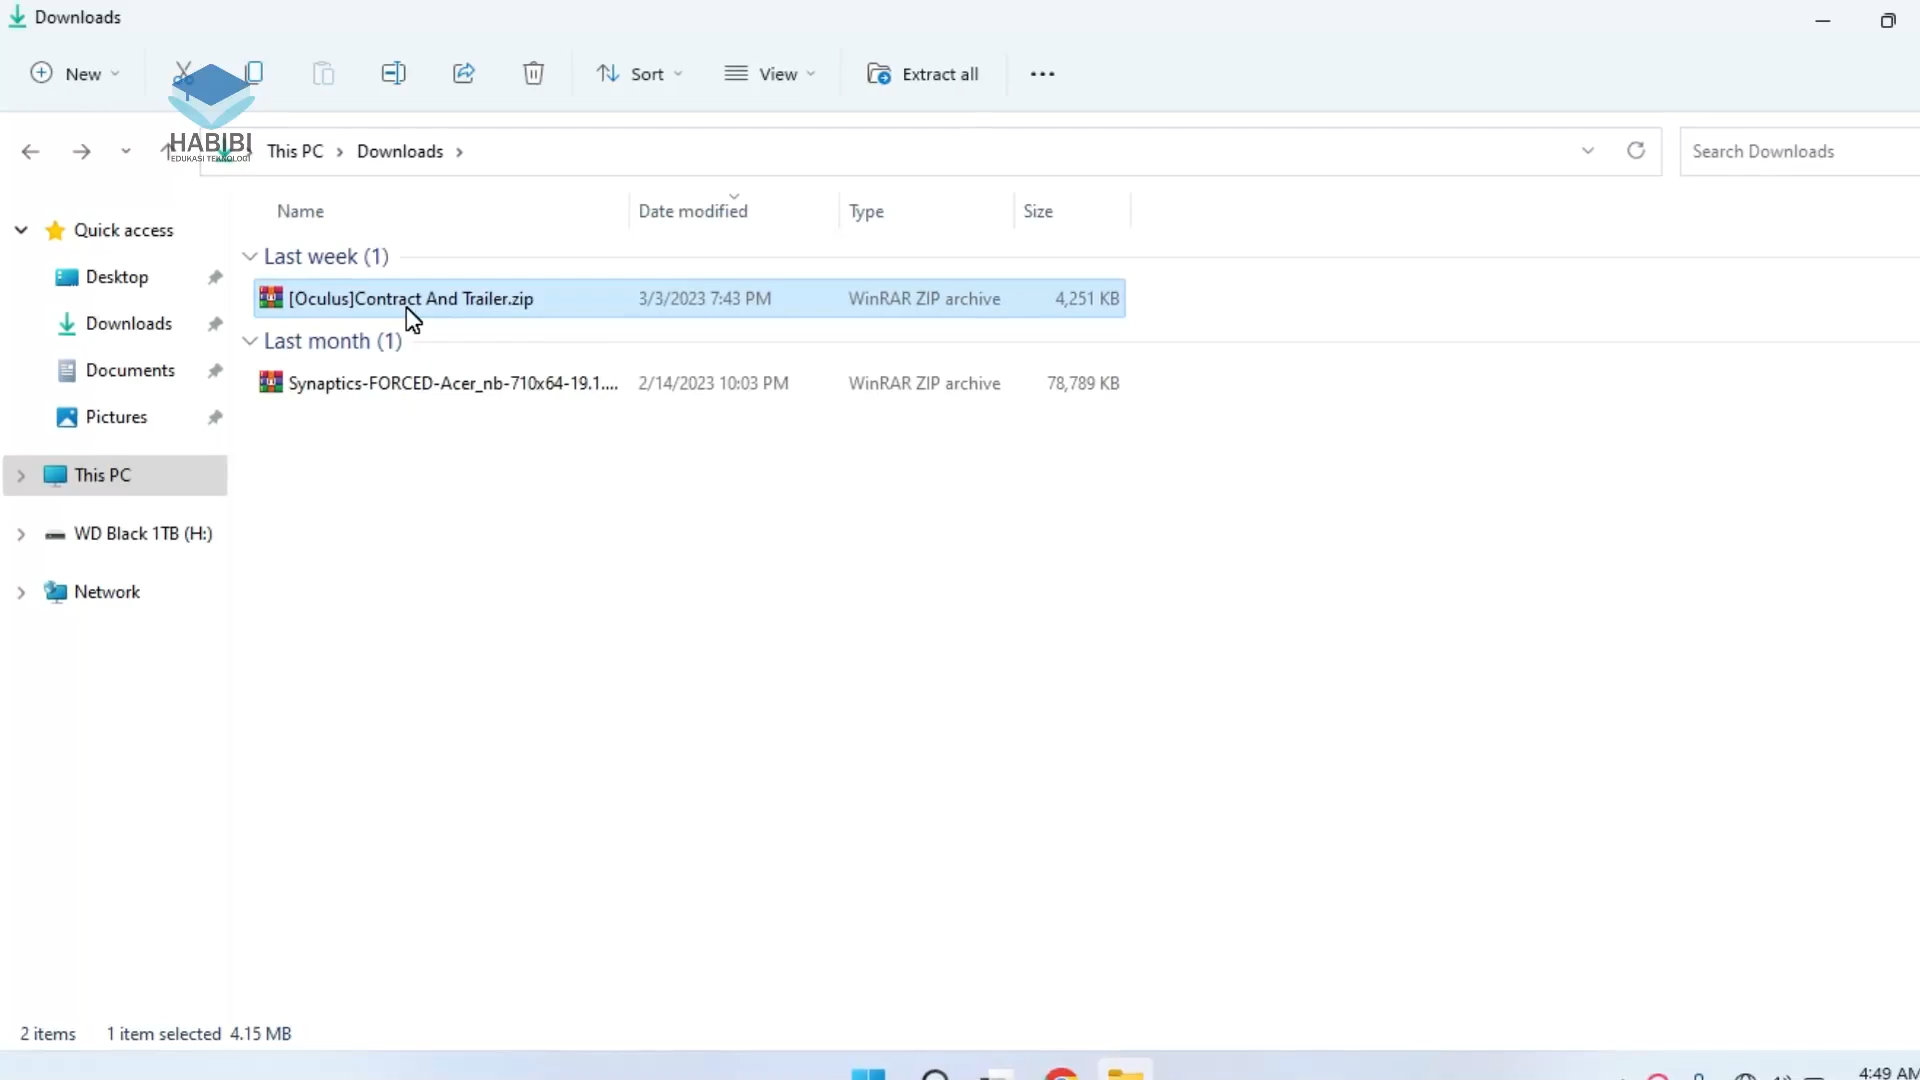 Downloads
New
Sort
View
Extract all
HABIBI
EDUKASI TEKNOLOGI
This PC > Downloads >
Search Downloads
Name
Date modified
Type
Size
Quick access
Desktop
Downloads
Documents
Pictures
This PC
WD Black 1TB (H:)
Network
Last week (1)
[Oculus]Contract And Trailer.zip 3/3/2023 7:43 PM WinRAR ZIP archive 4,251 KB
Last month (1)
Synaptics-FORCED-Acer_nb-710x64-19.1.... 2/14/2023 10:03 PM WinRAR ZIP archive 78,789 KB
2 items 1 item selected 4.15 MB
4:49 AM